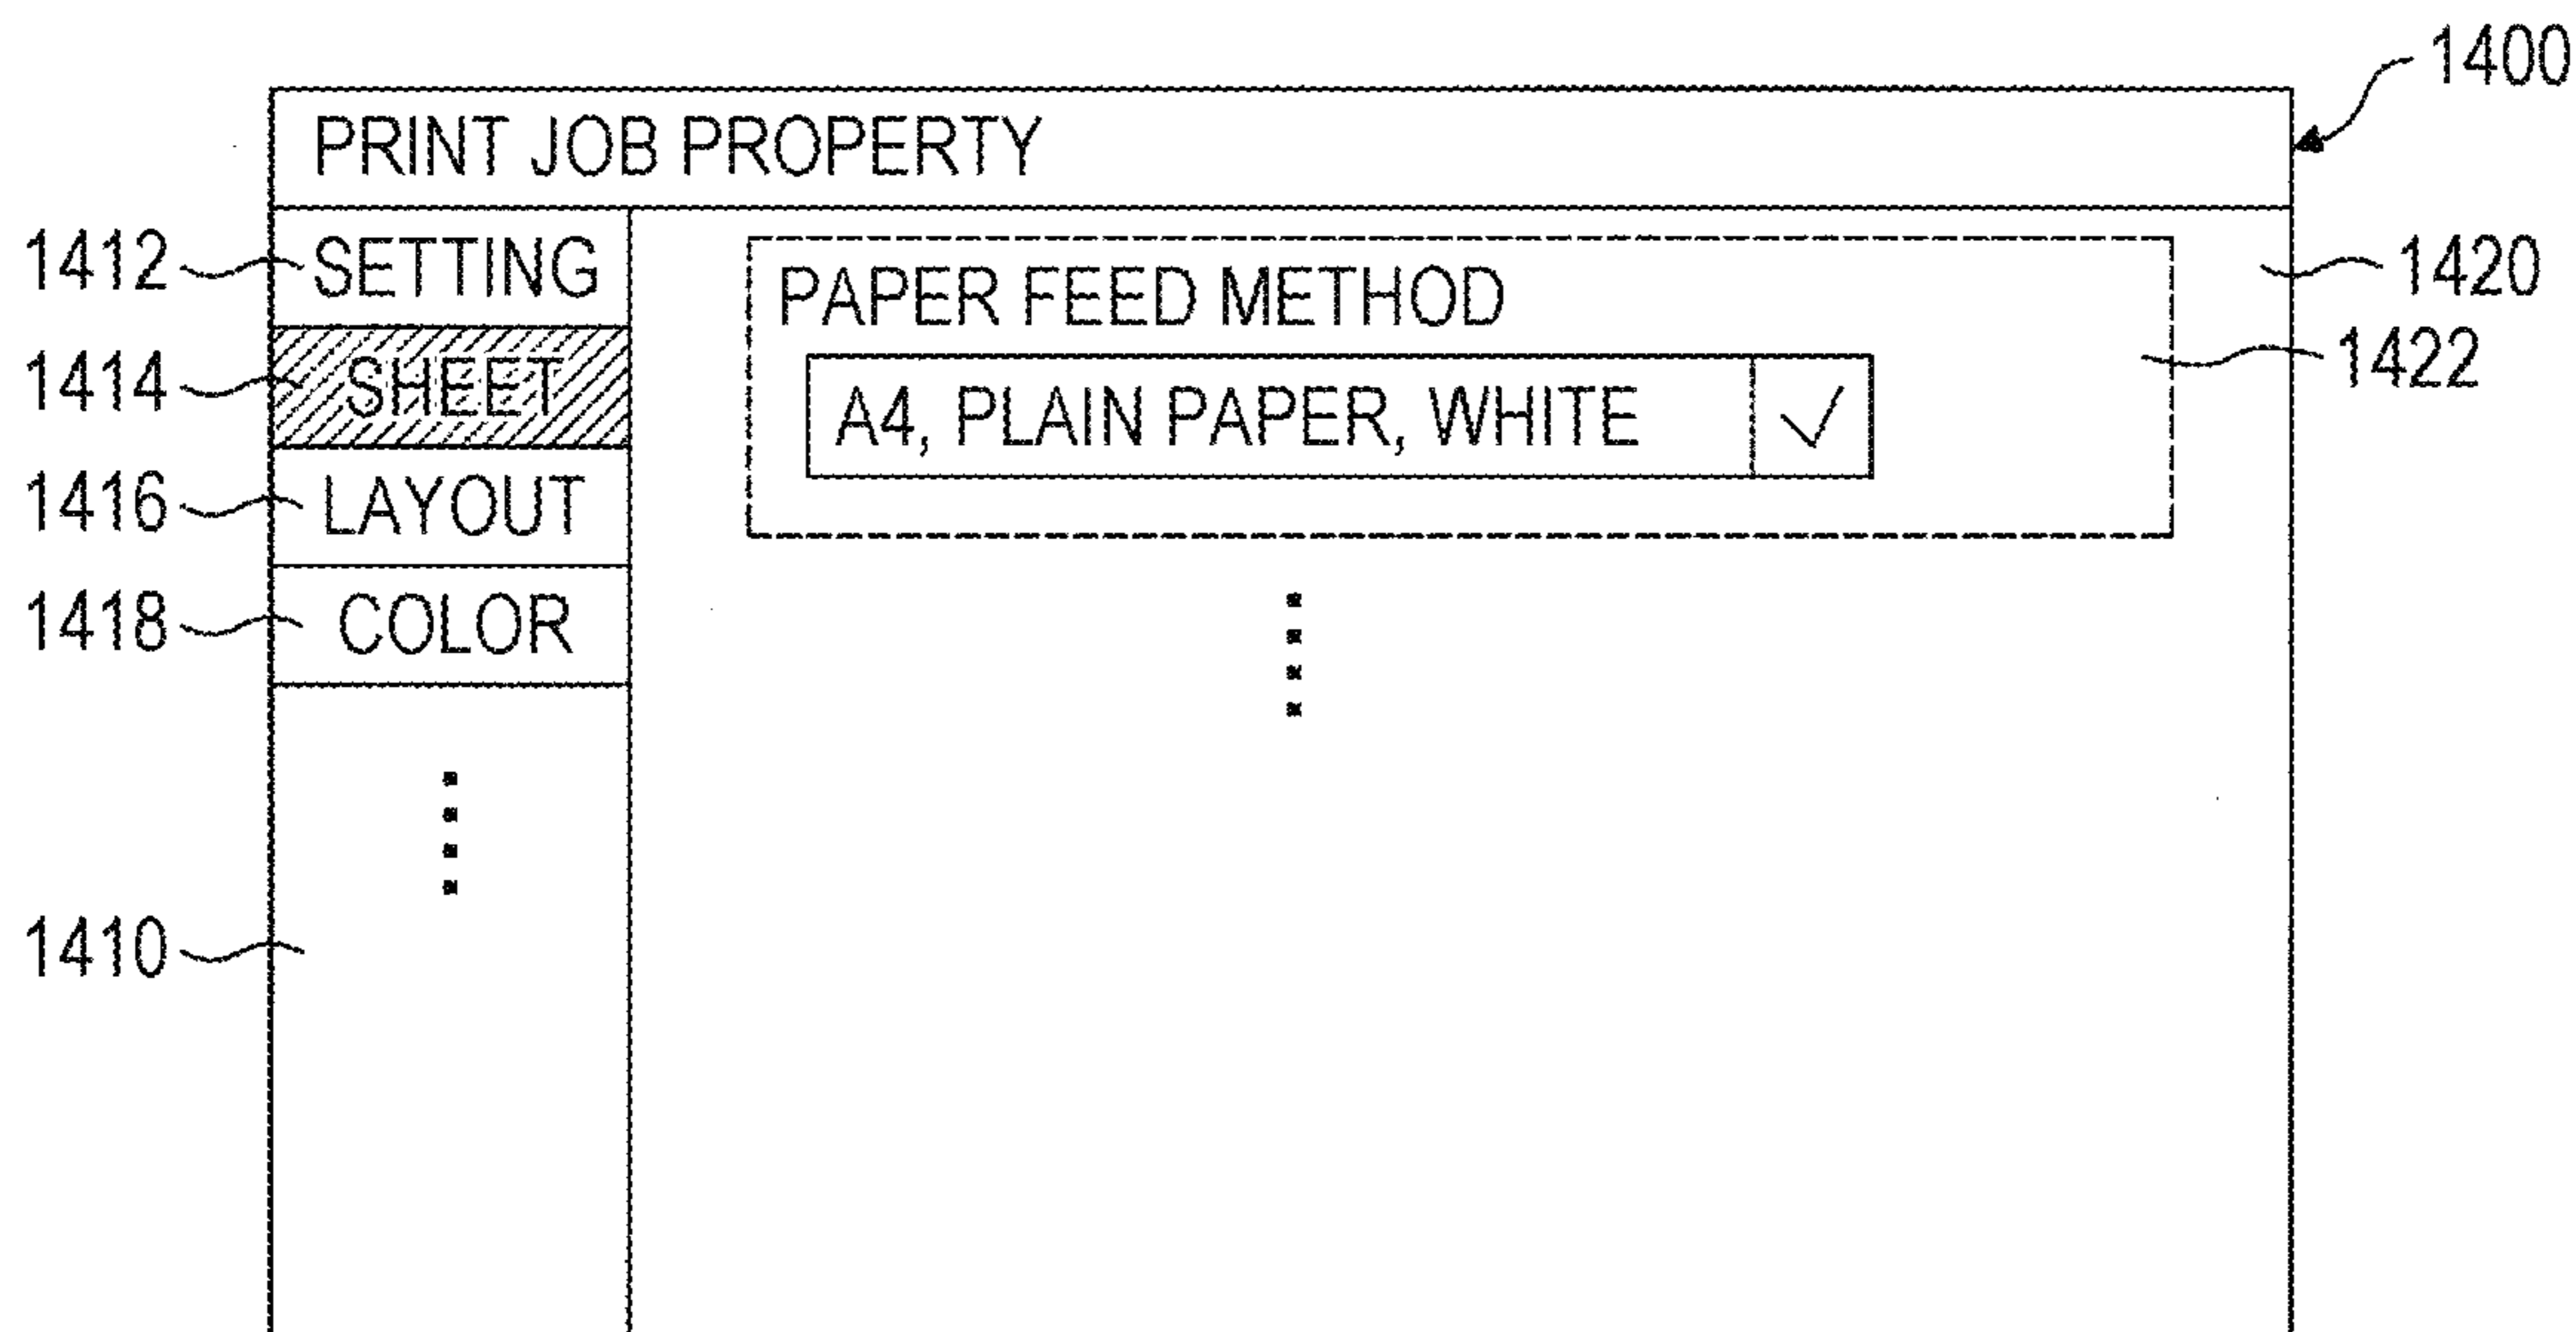 1400
PRINT JOB PROPERTY
1412 SETTING
PAPER FEED METHOD
1420
1414 SHEET
A4, PLAIN PAPER, WHITE
1422
1416 LAYOUT
1418 COLOR
1410